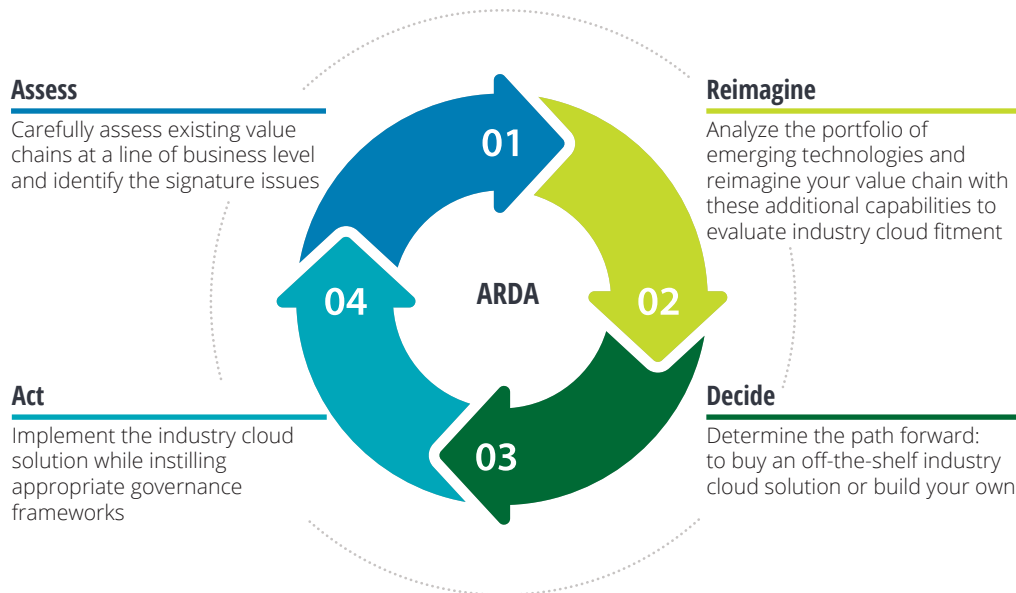 Assess
Carefully assess existing value
chains at a line of business level
and identify the signature issues
01
Reimagine
Analyze the portfolio of
emerging technologies and
reimagine your value chain with
these additional capabilities to
evaluate industry cloud fitment
02
ARDA
04
Act
Implement the industry cloud
solution while instilling
appropriate governance
frameworks
03
Decide
Determine the path forward:
to buy an off-the-shelf industry
cloud solution or build your own